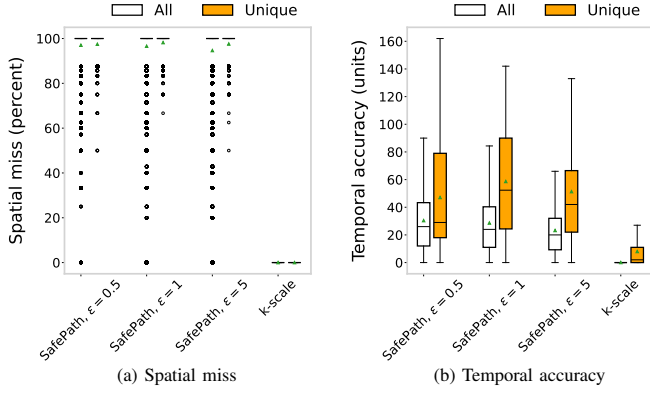 All Unique
100
80
60
40
20
0
Spatial miss (percent)
SafePath, ε = 0.5
SafePath, ε = 1
SafePath, ε = 5
k-scale
(a) Spatial miss
All Unique
160
140
120
100
80
60
40
20
0
Temporal accuracy (units)
SafePath, ε = 0.5
SafePath, ε = 1
SafePath, ε = 5
k-scale
(b) Temporal accuracy